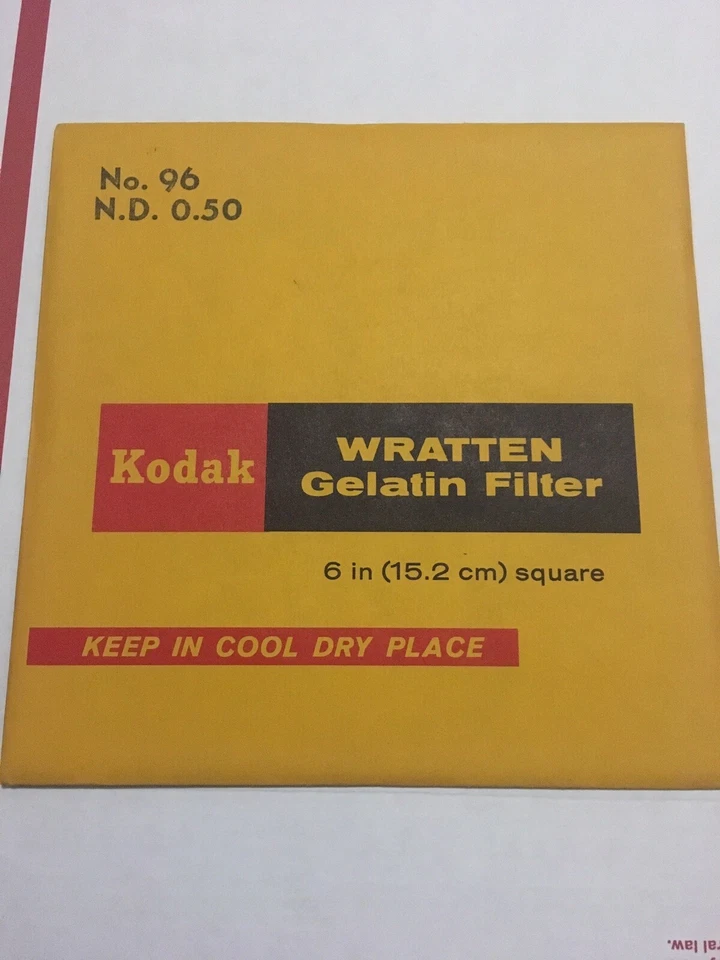 No. 96
N.D. 0.50
Kodak
WRATTEN
Gelatin Filter
6 in (15.2 cm) square
KEEP IN COOL DRY PLACE
law.